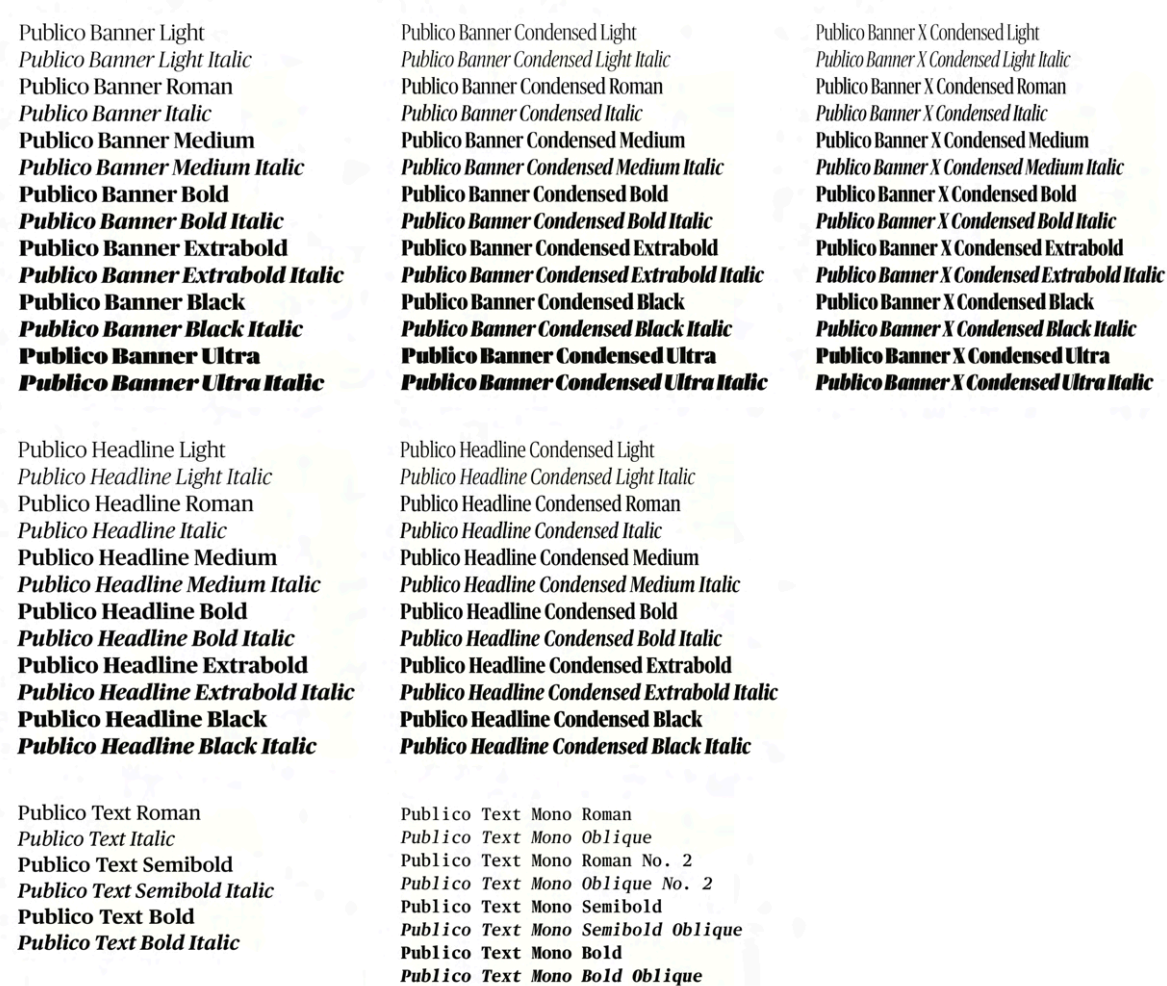 Publico Banner Light
Publico Banner Light Italic
Publico Banner Roman
Publico Banner Italic
Publico Banner Medium
Publico Banner Medium Italic
Publico Banner Bold
Publico Banner Bold Italic
Publico Banner Extrabold
Publico Banner Extrabold Italic
Publico Banner Black
Publico Banner Black Italic
Publico Banner Ultra
Publico Banner Ultra Italic
Publico Banner Condensed Light
Publico Banner Condensed Light Italic
Publico Banner Condensed Roman
Publico Banner Condensed Italic
Publico Banner Condensed Medium
Publico Banner Condensed Medium Italic
Publico Banner Condensed Bold
Publico Banner Condensed Bold Italic
Publico Banner Condensed Extrabold
Publico Banner Condensed Extrabold Italic
Publico Banner Condensed Black
Publico Banner Condensed Black Italic
Publico Banner Condensed Ultra
Publico Banner Condensed Ultra Italic
Publico Banner X Condensed Light
Publico Banner X Condensed Light Italic
Publico Banner X Condensed Roman
Publico Banner X Condensed Italic
Publico Banner X Condensed Medium
Publico Banner X Condensed Medium Italic
Publico Banner X Condensed Bold
Publico Banner X Condensed Bold Italic
Publico Banner X Condensed Extrabold
Publico Banner X Condensed Extrabold Italic
Publico Banner X Condensed Black
Publico Banner X Condensed Black Italic
Publico Banner X Condensed Ultra
Publico Banner X Condensed Ultra Italic
Publico Headline Light
Publico Headline Light Italic
Publico Headline Roman
Publico Headline Italic
Publico Headline Medium
Publico Headline Medium Italic
Publico Headline Bold
Publico Headline Bold Italic
Publico Headline Extrabold
Publico Headline Extrabold Italic
Publico Headline Black
Publico Headline Black Italic
Publico Headline Condensed Light
Publico Headline Condensed Light Italic
Publico Headline Condensed Roman
Publico Headline Condensed Italic
Publico Headline Condensed Medium
Publico Headline Condensed Medium Italic
Publico Headline Condensed Bold
Publico Headline Condensed Bold Italic
Publico Headline Condensed Extrabold
Publico Headline Condensed Extrabold Italic
Publico Headline Condensed Black
Publico Headline Condensed Black Italic
Publico Text Roman
Publico Text Italic
Publico Text Semibold
Publico Text Semibold Italic
Publico Text Bold
Publico Text Bold Italic
Publico Text Mono Roman
Publico Text Mono Oblique
Publico Text Mono Roman No. 2
Publico Text Mono Oblique No. 2
Publico Text Mono Semibold
Publico Text Mono Semibold Oblique
Publico Text Mono Bold
Publico Text Mono Bold Oblique